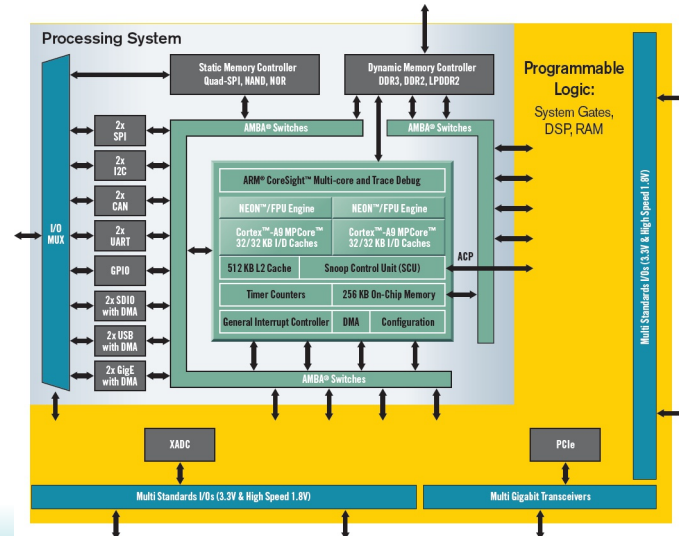 Processing System
Static Memory Controller
Quad-SPI, NAND, NOR
Dynamic Memory Controller
DDR3, DDR2, LPDDR2
Programmable
Logic:
System Gates,
DSP, RAM
AMBA® Switches
AMBA® Switches
2x
SPI
2x
I2C
2x
CAN
2x
UART
GPIO
2x SDIO
with DMA
2x USB
with DMA
2x GigE
with DMA
I/O
MUX
ARM® CoreSight™ Multi-core and Trace Debug
NEON™/FPU Engine
NEON™/FPU Engine
Cortex™-A9 MPCore™
32/32 KB I/D Caches
Cortex™-A9 MPCore™
32/32 KB I/D Caches
512 KB L2 Cache
Snoop Control Unit (SCU)
Timer Counters
256 KB On-Chip Memory
General Interrupt Controller
DMA
Configuration
ACP
AMBA® Switches
Multi Standards I/Os (3.3V & High Speed 1.8V)
XADC
PCIe
Multi Standards I/Os (3.3V & High Speed 1.8V)
Multi Gigabit Transceivers